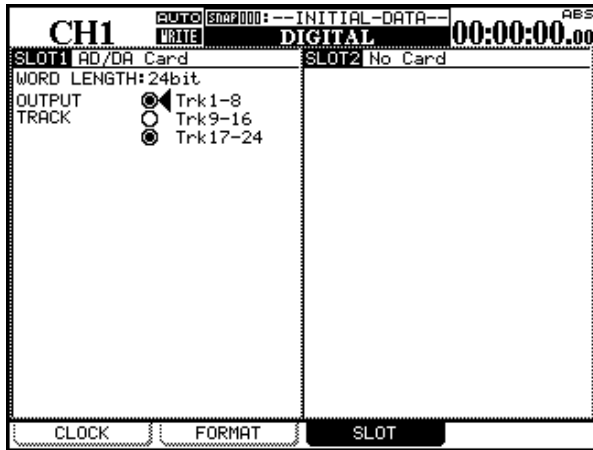 CH1 AUTO SNAP000:--INITIAL-DATA-- ABS
WRITE DIGITAL 00:00:00.00
SLOT1 AD/DA Card
WORD LENGTH:24bit
OUTPUT Trk1-8
TRACK Trk9-16
Trk17-24
SLOT2 No Card
CLOCK FORMAT SLOT